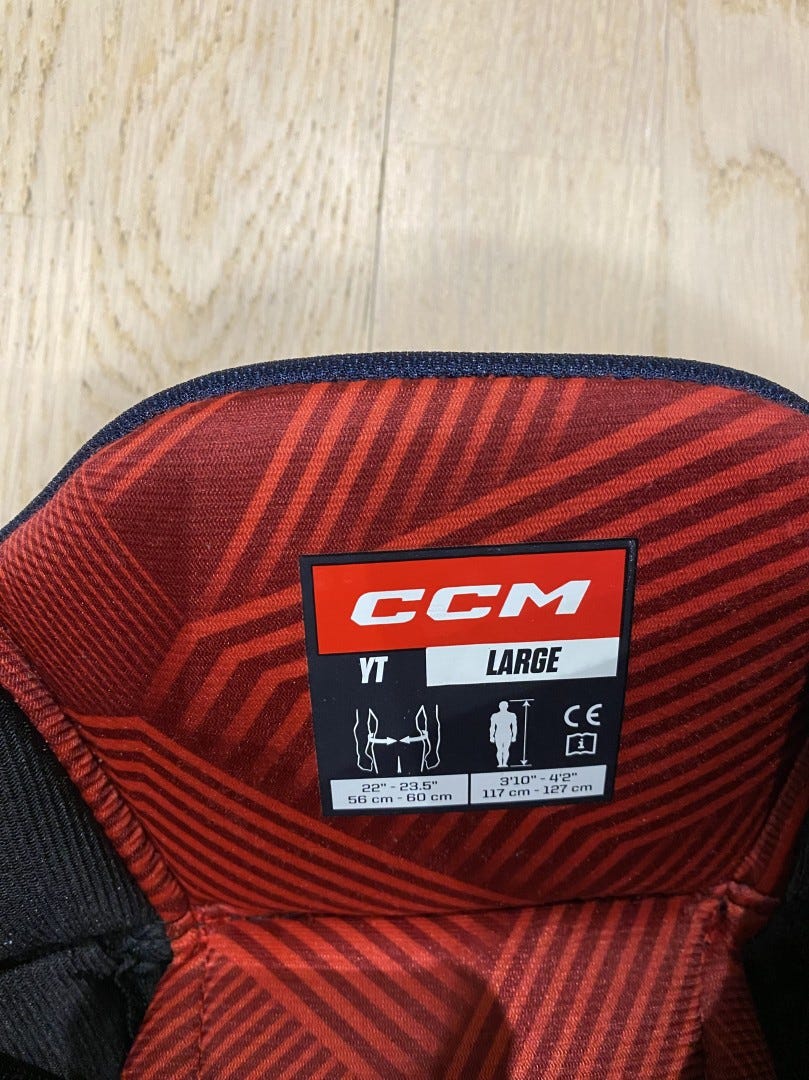 CCM
YT LARGE
CE
22" - 23.5"
56 cm - 60 cm
3'10" - 4'2"
117 cm - 127 cm